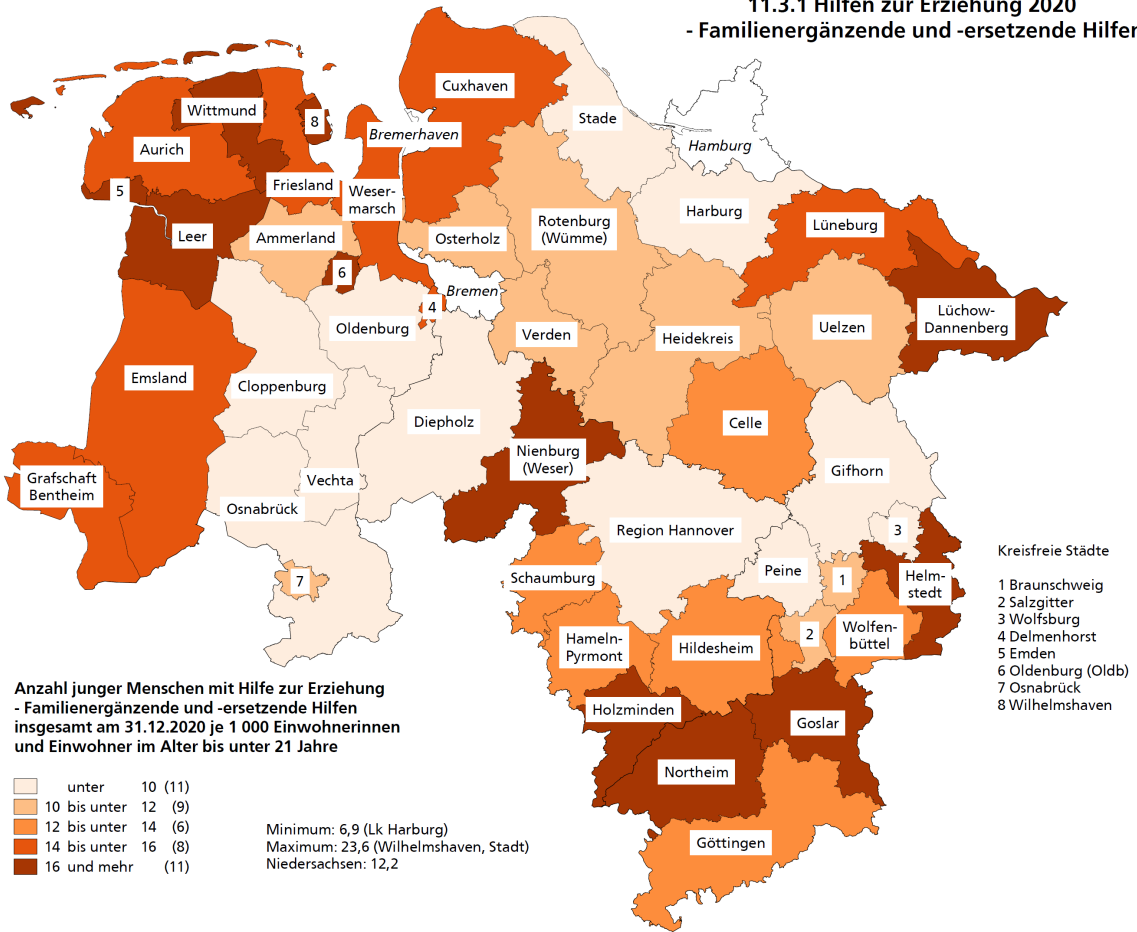 11.3.1 Hilfen zur Erziehung 2020
- Familienergänzende und -ersetzende Hilfen
Cuxhaven
Wittmund
Stade
8
Bremerhaven
Hamburg
Aurich
Friesland
5
Weser-
marsch
Harburg
Lüneburg
Leer
Ammerland
Osterholz
Rotenburg
(Wümme)
6
Bremen
4
Lüchow-
Dannenberg
Oldenburg
Verden
Heidekreis
Uelzen
Emsland
Cloppenburg
Diepholz
Celle
Nienburg
(Weser)
Gifhorn
Grafschaft
Bentheim
Vechta
Osnabrück
Region Hannover
3
Peine
Schaumburg
7
1
Helm-
stedt
2
Wolfen-
büttel
Hameln-
Pyrmont
Hildesheim
Holzminden
Goslar
Northeim
Göttingen
Kreisfreie Städte
1 Braunschweig
2 Salzgitter
3 Wolfsburg
4 Delmenhorst
5 Emden
6 Oldenburg (Oldb)
7 Osnabrück
8 Wilhelmshaven
Anzahl junger Menschen mit Hilfe zur Erziehung
- Familienergänzende und -ersetzende Hilfen
insgesamt am 31.12.2020 je 1 000 Einwohnerinnen
und Einwohner im Alter bis unter 21 Jahre
unter 10 (11)
10 bis unter 12 (9)
12 bis unter 14 (6)
14 bis unter 16 (8)
16 und mehr (11)
Minimum: 6,9 (Lk Harburg)
Maximum: 23,6 (Wilhelmshaven, Stadt)
Niedersachsen: 12,2